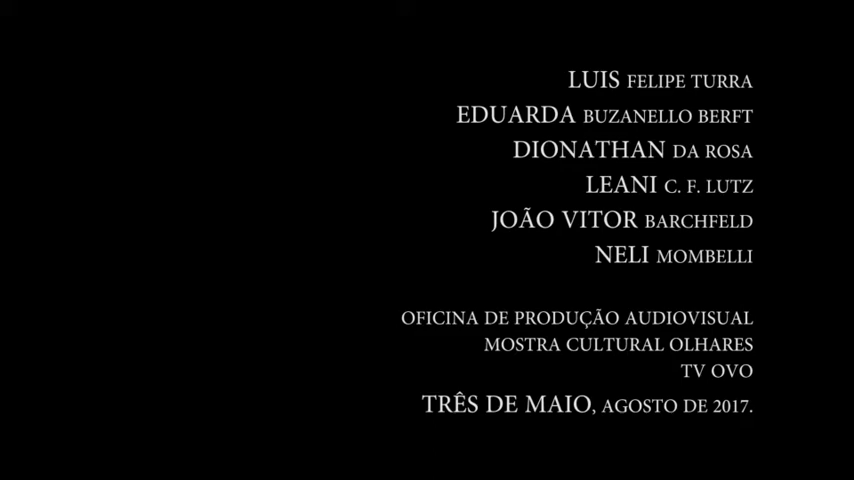 LUIS FELIPE TURRA
EDUARDA BUZANELLO BERFT
DIONATHAN DA ROSA
LEANI C. F. LUTZ
JOÃO VITOR BARCHFELD
NELI MOMBELLI
OFICINA DE PRODUÇÃO AUDIOVISUAL
MOSTRA CULTURAL OLHARES
TV OVO
TRÊS DE MAIO, AGOSTO DE 2017.